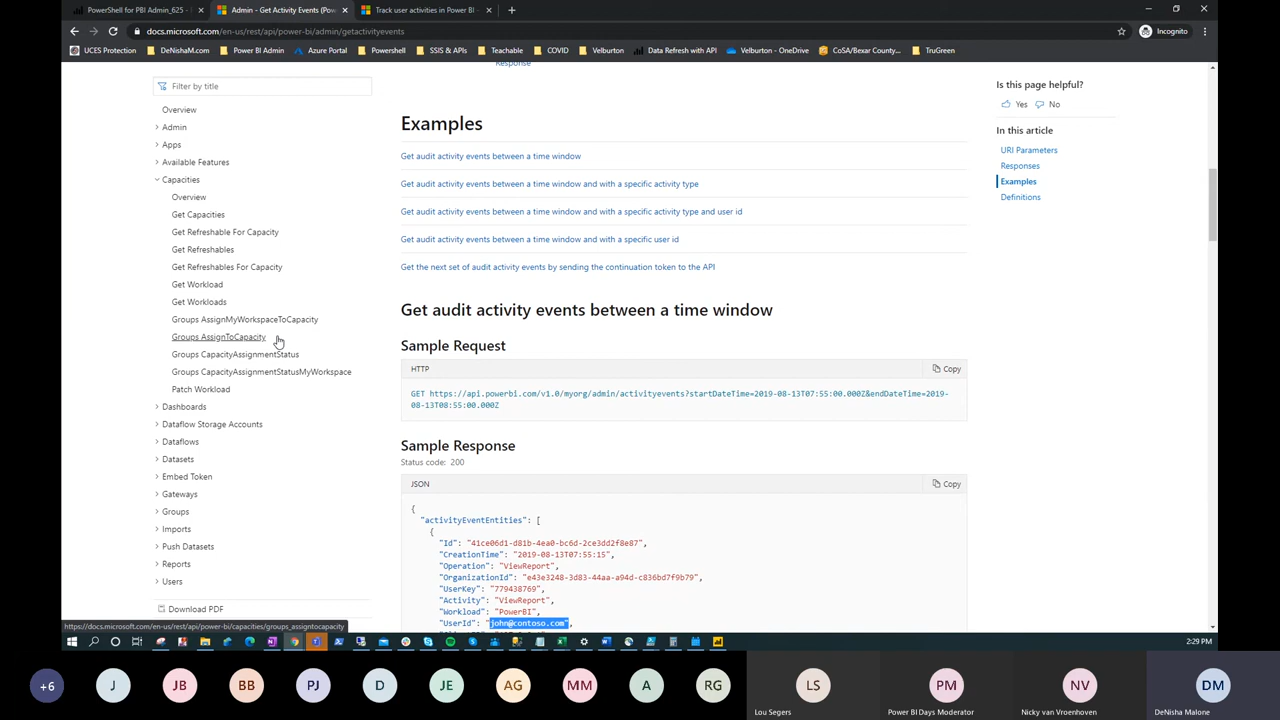 PowerShell for PBI Admin_625 -
Admin - Get Activity Events (Pow
Track user activities in Power BI -
docs.microsoft.com/en-us/rest/api/power-bi/admin/getactivityevents
Incognito
UCES Protection
DeNishaM.com
Power BI Admin
Azure Portal
Powershell
SSIS & APIs
Teachable
COVID
Velburton
Data Refresh with API
Velburton - OneDrive
CoSA/Bexar County...
TruGreen
Filter by title
Overview
Admin
Apps
Available Features
Capacities
Overview
Get Capacities
Get Refreshable For Capacity
Get Refreshables
Get Refreshables For Capacity
Get Workload
Get Workloads
Groups AssignMyWorkspaceToCapacity
Groups AssignToCapacity
Groups CapacityAssignmentStatus
Groups CapacityAssignmentStatusMyWorkspace
Patch Workload
Dashboards
Dataflow Storage Accounts
Dataflows
Datasets
Embed Token
Gateways
Groups
Imports
Push Datasets
Reports
Users
Download PDF
https://docs.microsoft.com/en-us/rest/api/power-bi/capacities/groups_assigntocapacity
Response
Examples
Get audit activity events between a time window
Get audit activity events between a time window and with a specific activity type
Get audit activity events between a time window and with a specific activity type and user id
Get audit activity events between a time window and with a specific user id
Get the next set of audit activity events by sending the continuation token to the API
Get audit activity events between a time window
Sample Request
HTTP
Copy
GET https://api.powerbi.com/v1.0/myorg/admin/activityevents?startDateTime=2019-08-13T07:55:00.000Z&endDateTime=2019-
08-13T08:55:00.000Z
Sample Response
Status code: 200
JSON
Copy
{
"activityEventEntities": [
{
"Id": "41ce06d1-d81b-4ea0-bc6d-2ce3dd2f8e87",
"CreationTime": "2019-08-13T07:55:15",
"Operation": "ViewReport",
"OrganizationId": "e43e3248-3d83-44aa-a94d-c836bd7f9b79",
"UserKey": "779438769",
"Activity": "ViewReport",
"Workload": "PowerBI",
"UserId": "john@contoso.com",
Is this page helpful?
Yes
No
In this article
URI Parameters
Responses
Examples
Definitions
2:29 PM
+6
J
JB
BB
PJ
D
JE
AG
MM
A
RG
LS
Lou Segers
PM
Power BI Days Moderator
NV
Nicky van Vroenhoven
DM
DeNisha Malone